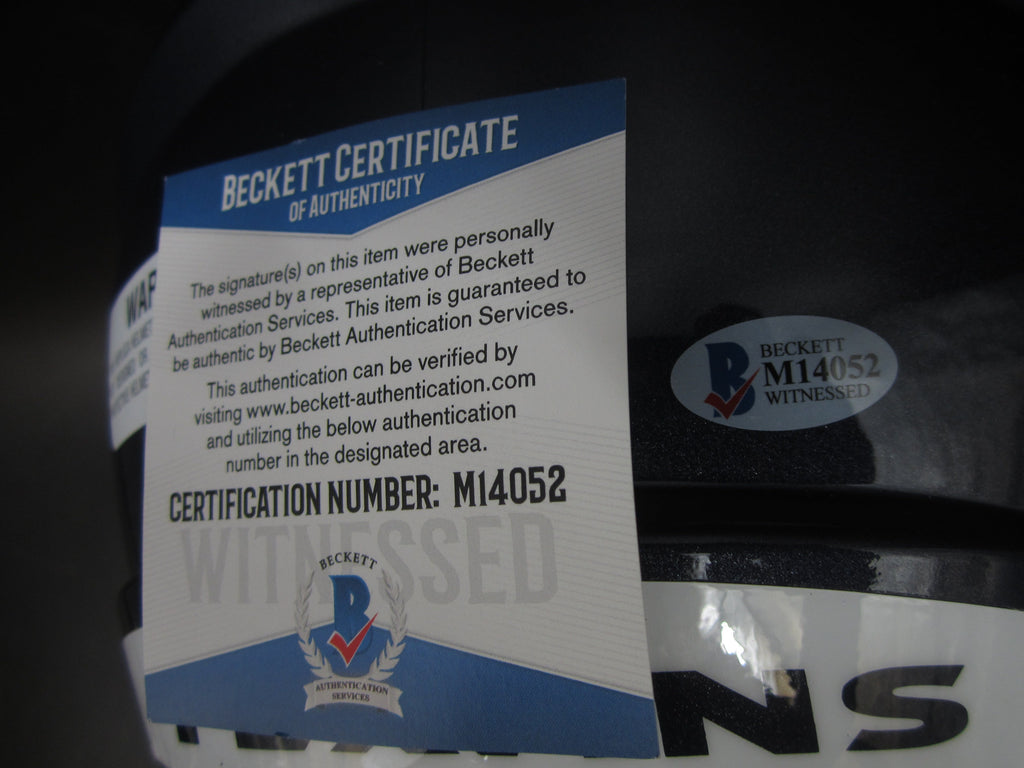 BECKETT CERTIFICATE
OF AUTHENTICITY
The signature(s) on this item were personally
witnessed by a representative of Beckett
Authentication Services. This item is guaranteed to
be authentic by Beckett Authentication Services.
This authentication can be verified by
visiting www.beckett-authentication.com
and utilizing the below authentication
number in the designated area.
CERTIFICATION NUMBER: M14052
WITNESSED
BECKETT
B
AUTHENTICATION
SERVICES
B
BECKETT
M14052
WITNESSED
NS